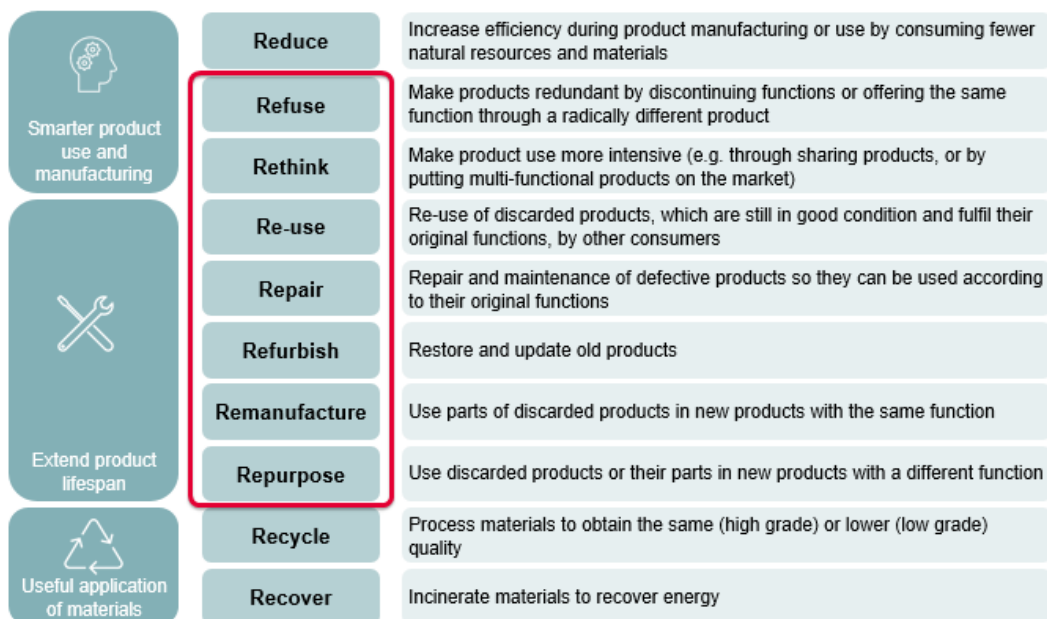 Smarter product
use and
manufacturing
Reduce
Increase efficiency during product manufacturing or use by consuming fewer
natural resources and materials
Refuse
Make products redundant by discontinuing functions or offering the same
function through a radically different product
Rethink
Make product use more intensive (e.g. through sharing products, or by
putting multi-functional products on the market)
Extend product
lifespan
Re-use
Re-use of discarded products, which are still in good condition and fulfil their
original functions, by other consumers
Repair
Repair and maintenance of defective products so they can be used according
to their original functions
Refurbish
Restore and update old products
Remanufacture
Use parts of discarded products in new products with the same function
Repurpose
Use discarded products or their parts in new products with a different function
Useful application
of materials
Recycle
Process materials to obtain the same (high grade) or lower (low grade)
quality
Recover
Incinerate materials to recover energy